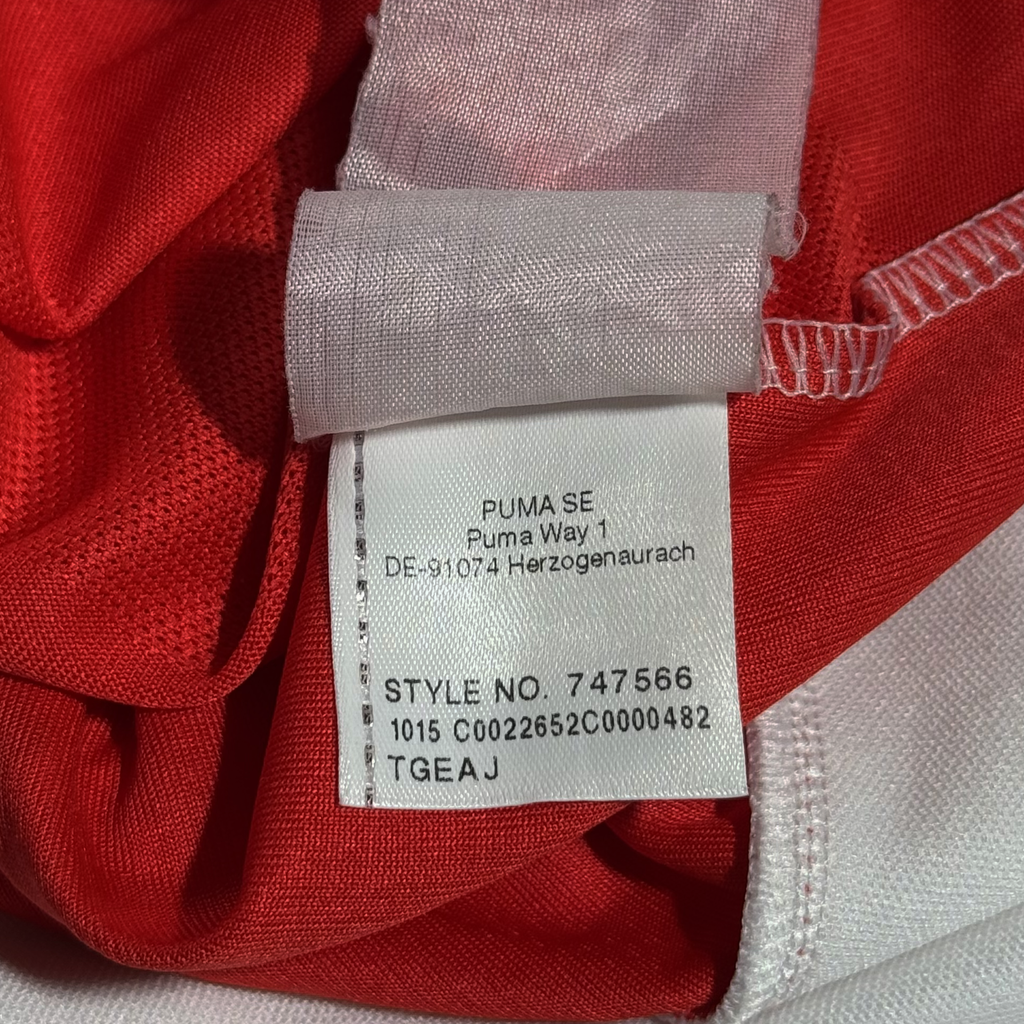 PUMA SE
Puma Way 1
DE-91074 Herzogenaurach
STYLE NO. 747566
1015 C0022652C0000482
TGEAJ